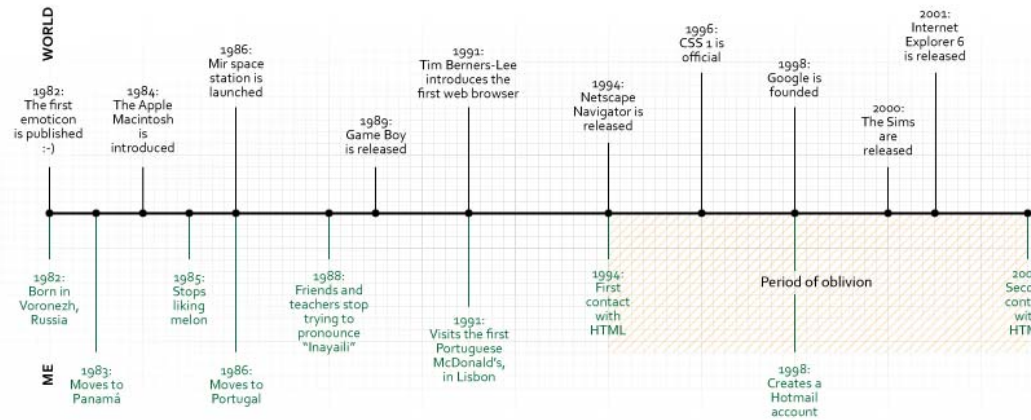 WORLD
1982:
The first
emoticon
is published
:-)
1984:
The Apple
Macintosh
is
introduced
1986:
Mir space
station is
launched
1989:
Game Boy
is released
1991:
Tim Berners-Lee
introduces the
first web browser
1994:
Netscape
Navigator is
released
1996:
CSS 1 is
official
1998:
Google is
founded
2000:
The Sims
are
released
2001:
Internet
Explorer 6
is released
ME
1982:
Born in
Voronezh,
Russia
1983:
Moves to
Panamá
1985:
Stops
liking
melon
1986:
Moves to
Portugal
1988:
Friends and
teachers stop
trying to
pronounce
"Inayaili"
1991:
Visits the first
Portuguese
McDonald's,
in Lisbon
1994:
First
contact
with
HTML
Period of oblivion
1998:
Creates a
Hotmail
account